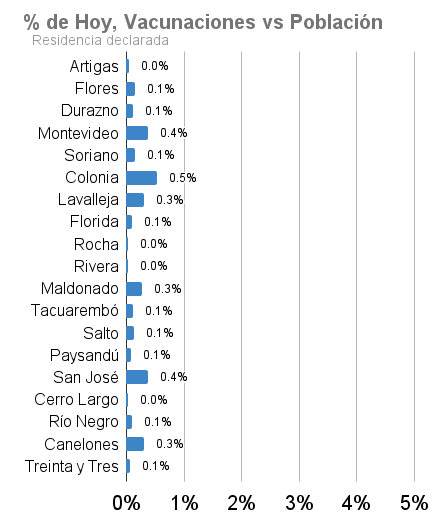 % de Hoy, Vacunaciones vs Población
Residencia declarada
Artigas 0.0%
Flores 0.1%
Durazno 0.1%
Montevideo 0.4%
Soriano 0.1%
Colonia 0.5%
Lavalleja 0.3%
Florida 0.1%
Rocha 0.0%
Rivera 0.0%
Maldonado 0.3%
Tacuarembó 0.1%
Salto 0.1%
Paysandú 0.1%
San José 0.4%
Cerro Largo 0.0%
Río Negro 0.1%
Canelones 0.3%
Treinta y Tres 0.1%
0% 1% 2% 3% 4% 5%